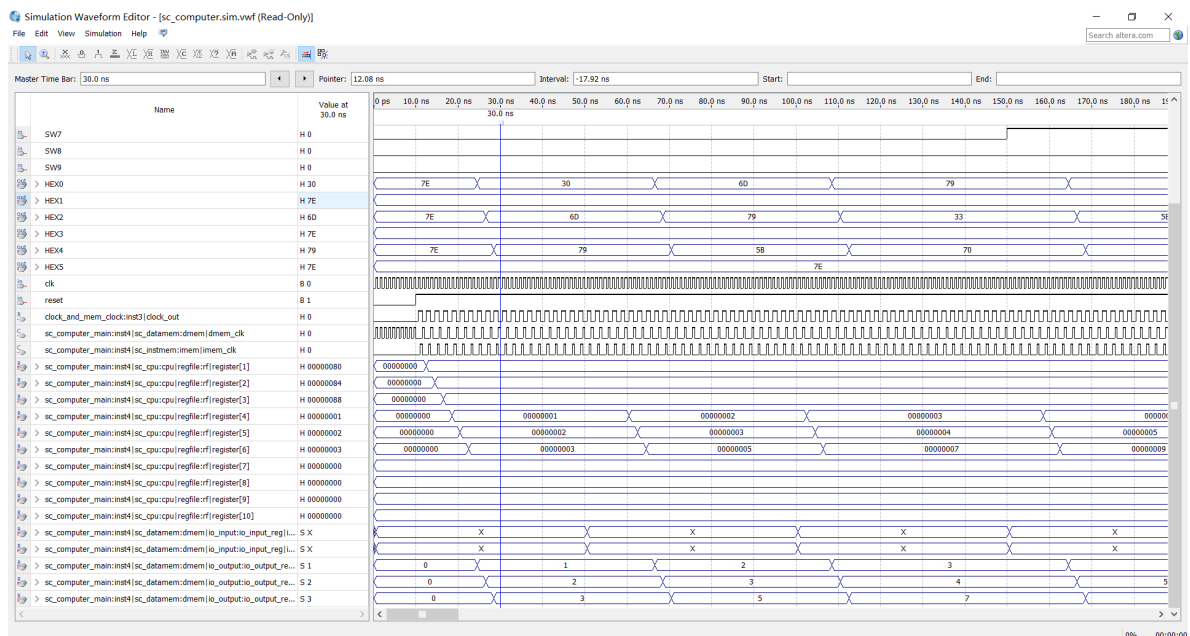 Simulation Waveform Editor - [sc_computer.sim.vwf (Read-Only)]
File Edit View Simulation Help
Search altera.com
Master Time Bar: 30.0 ns Pointer: 12.08 ns Interval: -17.92 ns Start: End:
Name Value at 30.0 ns
0 ps 10.0 ns 20.0 ns 30.0 ns 40.0 ns 50.0 ns 60.0 ns 70.0 ns 80.0 ns 90.0 ns 100.0 ns 110.0 ns 120.0 ns 130.0 ns 140.0 ns 150.0 ns 160.0 ns 170.0 ns 180.0 ns
30.0 ns
SW7 H 0
SW8 H 0
SW9 H 0
HEX0 H 30 7E 30 6D 79
HEX1 H 7E
HEX2 H 6D 7E 6D 79 33
HEX3 H 7E
HEX4 H 79 7E 79 5B 70
HEX5 H 7E 7E
clk B 0
reset B 1
clock_and_mem_clock:inst3|clock_out H 0
sc_computer_main:inst4|sc_datamem:dmem|dmem_clk H 0
sc_computer_main:inst4|sc_instmem:imem|imem_clk H 0
sc_computer_main:inst4|sc_cpu:cpu|regfile:rf|register[1] H 00000080 00000000
sc_computer_main:inst4|sc_cpu:cpu|regfile:rf|register[2] H 00000084 00000000
sc_computer_main:inst4|sc_cpu:cpu|regfile:rf|register[3] H 00000088 00000000
sc_computer_main:inst4|sc_cpu:cpu|regfile:rf|register[4] H 00000001 00000000 00000001 00000002 00000003
sc_computer_main:inst4|sc_cpu:cpu|regfile:rf|register[5] H 00000002 00000000 00000002 00000003 00000004 00000005
sc_computer_main:inst4|sc_cpu:cpu|regfile:rf|register[6] H 00000003 00000000 00000003 00000005 00000007 00000009
sc_computer_main:inst4|sc_cpu:cpu|regfile:rf|register[7] H 00000000
sc_computer_main:inst4|sc_cpu:cpu|regfile:rf|register[8] H 00000000
sc_computer_main:inst4|sc_cpu:cpu|regfile:rf|register[9] H 00000000
sc_computer_main:inst4|sc_cpu:cpu|regfile:rf|register[10] H 00000000
sc_computer_main:inst4|sc_datamem:dmem|io_input:io_input_reg|i... S X X X X X
sc_computer_main:inst4|sc_datamem:dmem|io_input:io_input_reg|i... S X X X X X
sc_computer_main:inst4|sc_datamem:dmem|io_output:io_output_re... S 1 0 1 2 3
sc_computer_main:inst4|sc_datamem:dmem|io_output:io_output_re... S 2 0 2 3 4 5
sc_computer_main:inst4|sc_datamem:dmem|io_output:io_output_re... S 3 0 3 5 7
0% 00:00:00